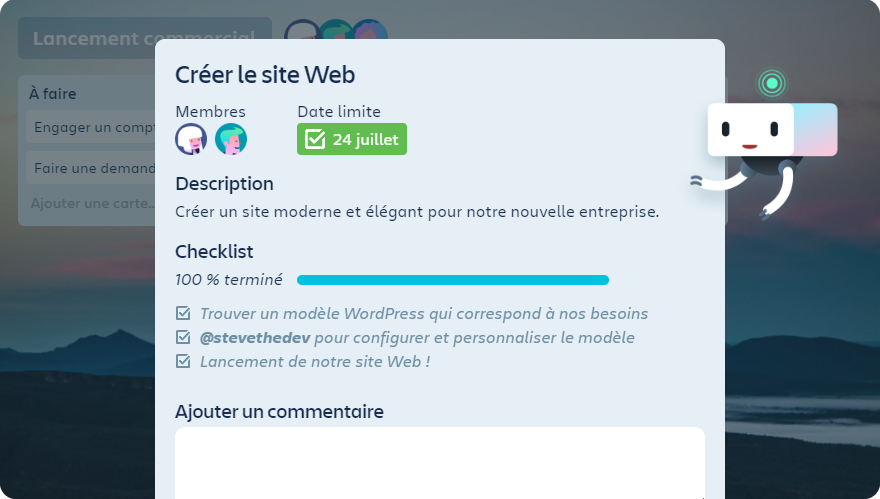 Lancement commercial
À faire
Engager un compt
Faire une demand
Ajouter une carte...
Créer le site Web
Membres
Date limite
24 juillet
Description
Créer un site moderne et élégant pour notre nouvelle entreprise.
Checklist
100 % terminé
Trouver un modèle WordPress qui correspond à nos besoins
@stevethedev pour configurer et personnaliser le modèle
Lancement de notre site Web !
Ajouter un commentaire